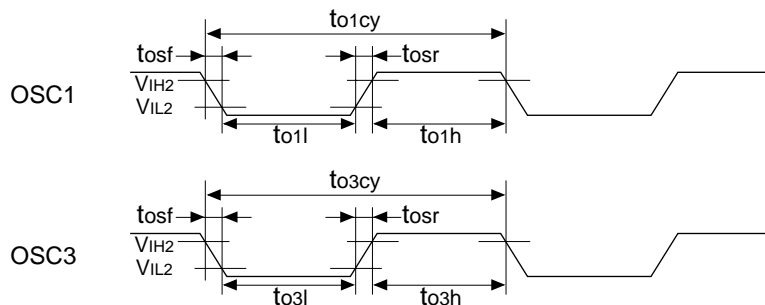 to1cy
tosf tosr
VIH2
OSC1
VIL2
to1l to1h
to3cy
tosf tosr
VIH2
OSC3
VIL2
to3l to3h